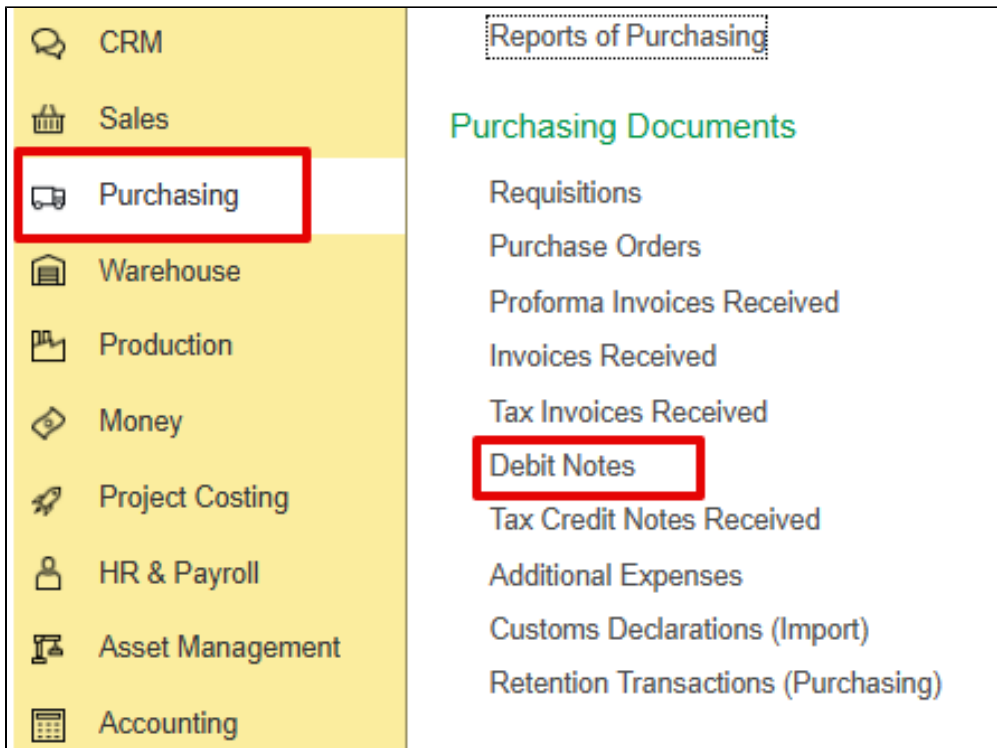 CRM
Sales
Purchasing
Warehouse
Production
Money
Project Costing
HR & Payroll
Asset Management
Accounting
Reports of Purchasing
Purchasing Documents
Requisitions
Purchase Orders
Proforma Invoices Received
Invoices Received
Tax Invoices Received
Debit Notes
Tax Credit Notes Received
Additional Expenses
Customs Declarations (Import)
Retention Transactions (Purchasing)